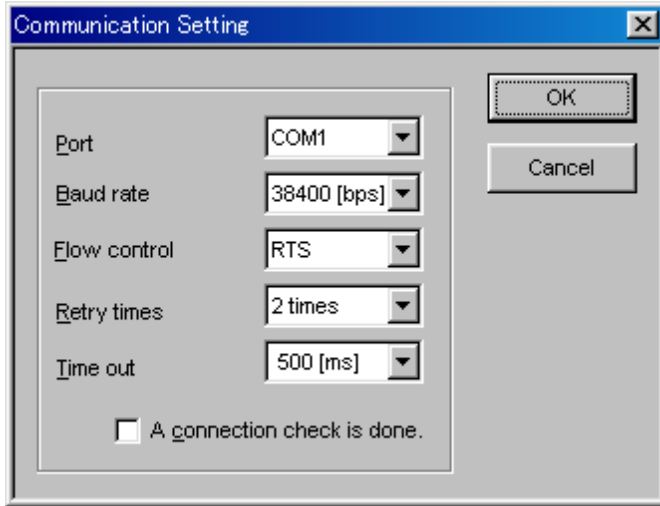 Communication Setting
OK
Cancel
Port COM1
Baud rate 38400 [bps]
Flow control RTS
Retry times 2 times
Time out 500 [ms]
A connection check is done.